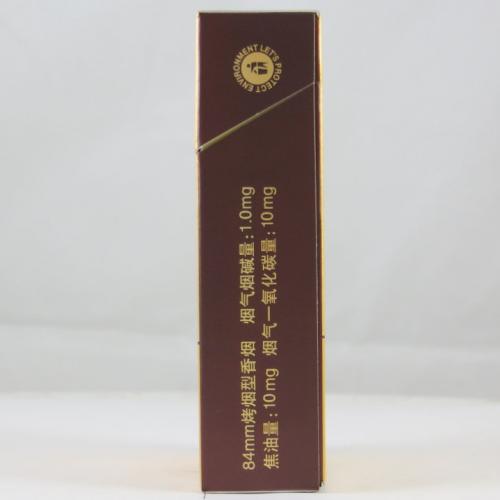 LET'S PROTECT ENVIRONMENT
84mm烤烟型香烟 烟气烟碱量:1.0mg
焦油量:10mg 烟气一氧化碳量:10mg